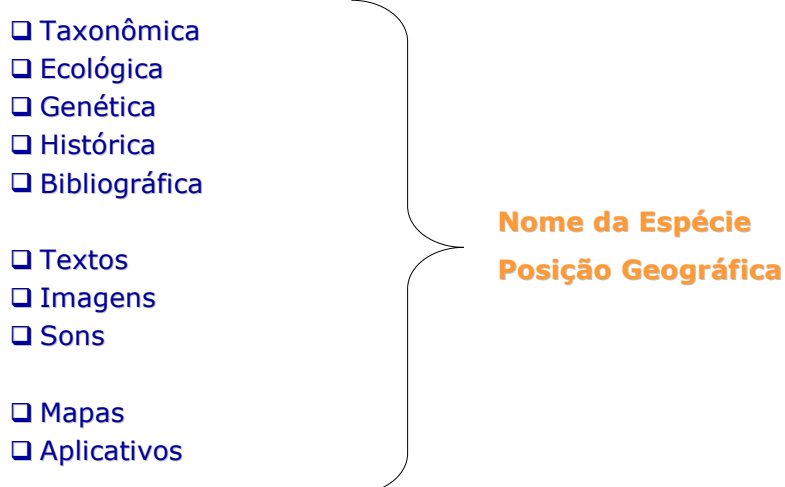 ❑ Taxonômica
❑ Ecológica
❑ Genética
❑ Histórica
❑ Bibliográfica
❑ Textos
❑ Imagens
❑ Sons
❑ Mapas
❑ Aplicativos
Nome da Espécie
Posição Geográfica